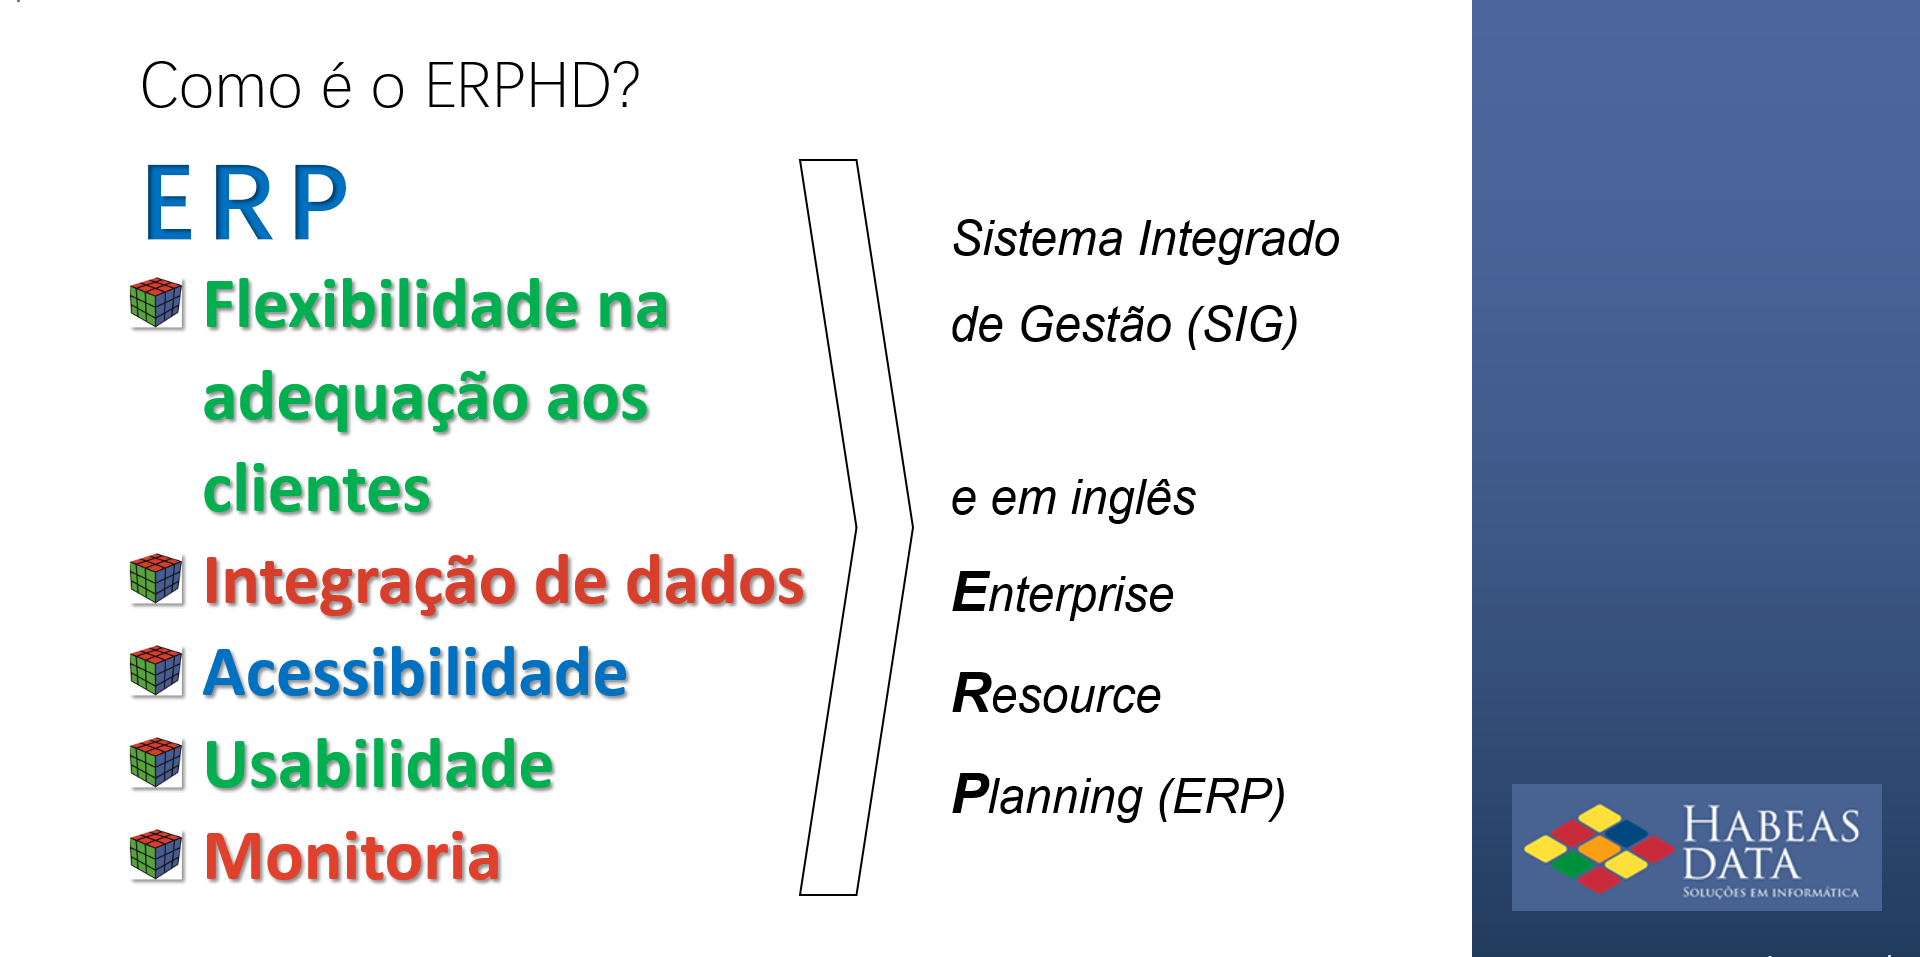 Como é o ERPHD?
ERP
Flexibilidade na
adequação aos
clientes
Integração de dados
Acessibilidade
Usabilidade
Monitoria
Sistema Integrado
de Gestão (SIG)
e em inglês
Enterprise
Resource
Planning (ERP)
HABEAS
DATA
SOLUÇÕES EM INFORMÁTICA